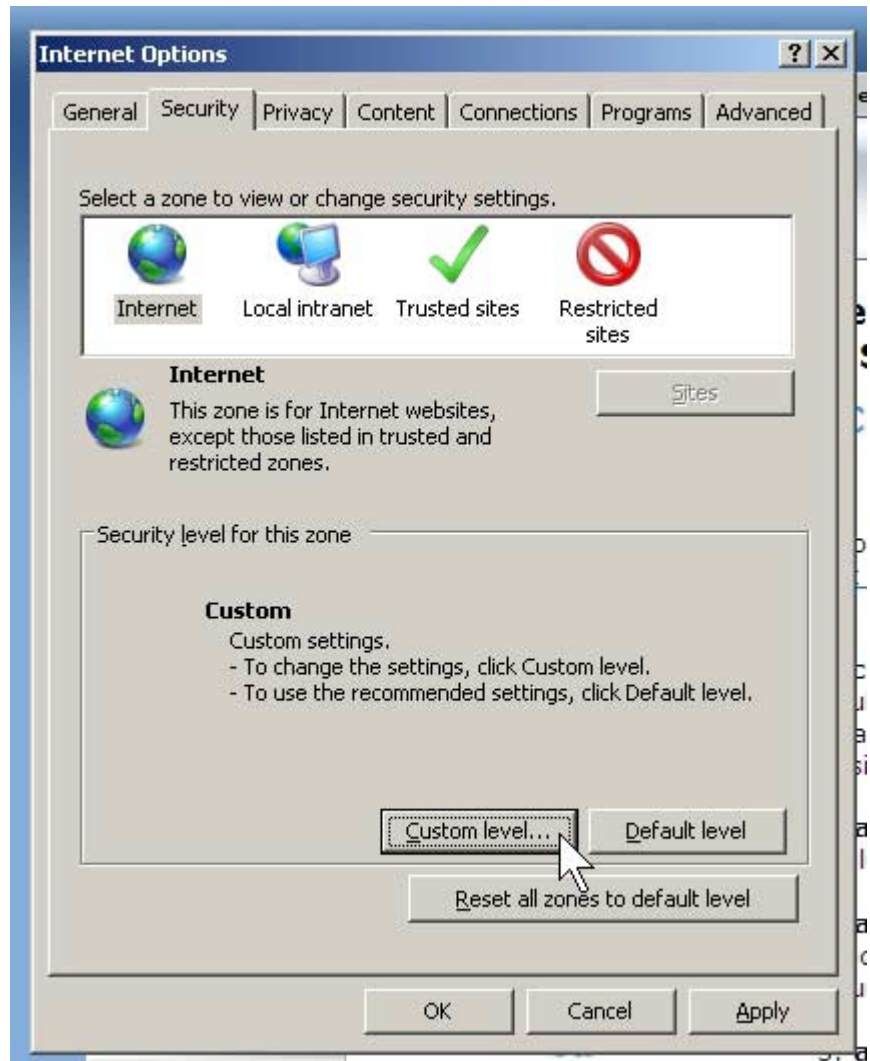 Internet Options
General Security Privacy Content Connections Programs Advanced
Select a zone to view or change security settings.
Internet Local intranet Trusted sites Restricted
sites
Internet
Sites
This zone is for Internet websites,
except those listed in trusted and
restricted zones.
Security level for this zone
Custom
Custom settings.
- To change the settings, click Custom level.
- To use the recommended settings, click Default level.
Custom level... Default level
Reset all zones to default level
OK Cancel Apply